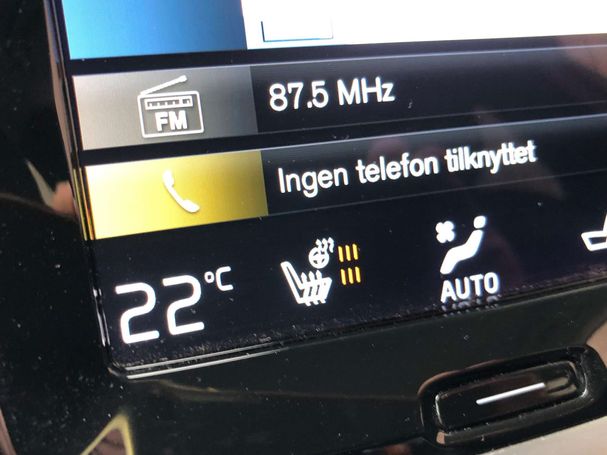 87.5 MHz
FM
Ingen telefon tilknyttet
22°C
AUTO